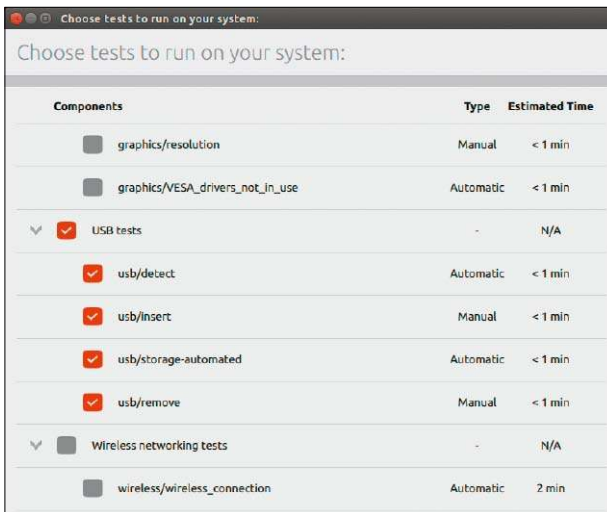 Choose tests to run on your system:
Choose tests to run on your system:
Components Type Estimated Time
graphics/resolution Manual < 1 min
graphics/VESA_drivers_not_in_use Automatic < 1 min
USB tests - N/A
usb/detect Automatic < 1 min
usb/insert Manual < 1 min
usb/storage-automated Automatic < 1 min
usb/remove Manual < 1 min
Wireless networking tests - N/A
wireless/wireless_connection Automatic 2 min